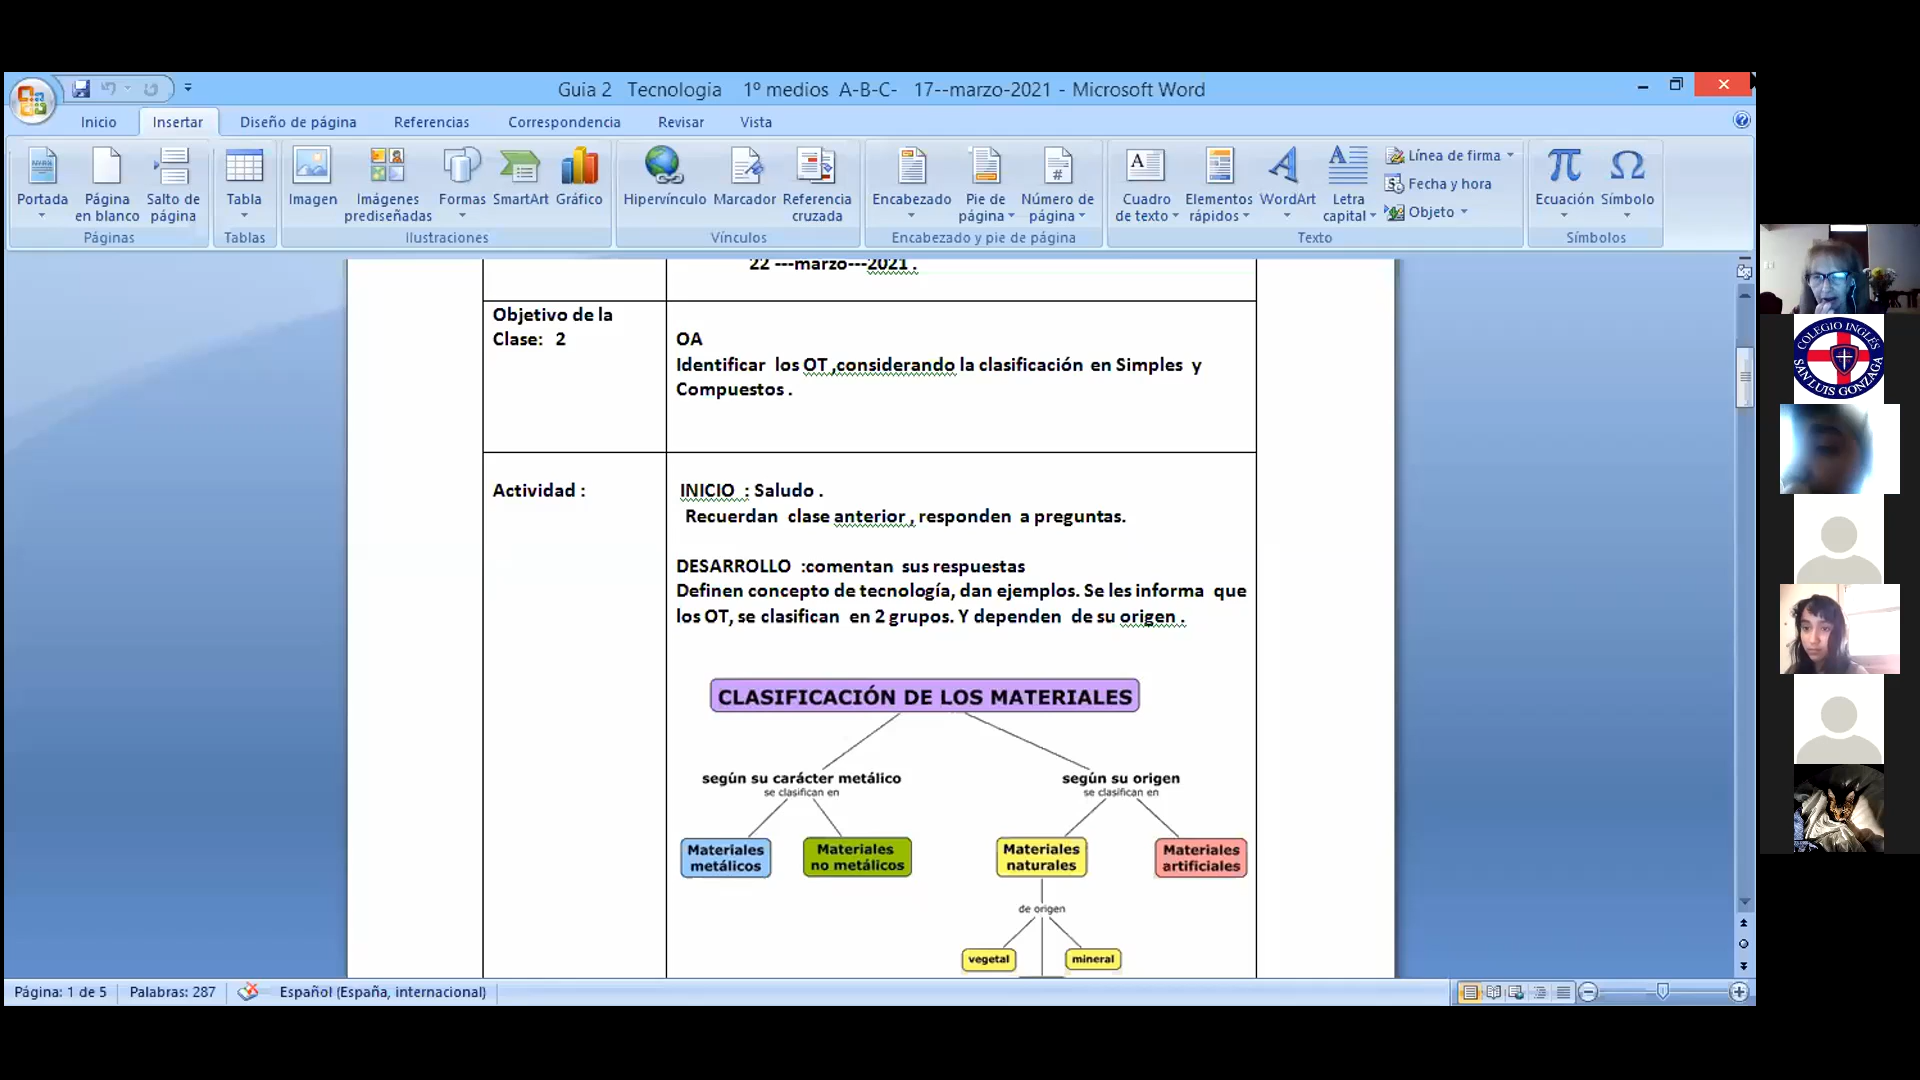 Guia 2 Tecnologia 1º medios A-B-C- 17--marzo-2021 - Microsoft Word
Inicio Insertar Diseño de página Referencias Correspondencia Revisar Vista
Portada
Página en blanco
Salto de página
Páginas
Tabla
Tablas
Imagen
Imágenes prediseñadas
Formas
SmartArt
Gráfico
Ilustraciones
Hipervínculo
Marcador
Referencia cruzada
Vínculos
Encabezado
Pie de página
Número de página
Encabezado y pie de página
Cuadro de texto
Elementos rápidos
WordArt
Letra capital
Línea de firma
Fecha y hora
Objeto
Texto
Ecuación
Símbolo
Símbolos
22 ---marzo---2021 .
Objetivo de la
Clase: 2
OA
Identificar los OT ,considerando la clasificación en Simples y
Compuestos .
Actividad :
INICIO : Saludo .
Recuerdan clase anterior , responden a preguntas.
DESARROLLO :comentan sus respuestas
Definen concepto de tecnología, dan ejemplos. Se les informa que
los OT, se clasifican en 2 grupos. Y dependen de su origen .
CLASIFICACIÓN DE LOS MATERIALES
según su carácter metálico
se clasifican en
según su origen
se clasifican en
Materiales
metálicos
Materiales
no metálicos
Materiales
naturales
Materiales
artificiales
de origen
vegetal
mineral
Página: 1 de 5 Palabras: 287 Español (España, internacional)
COLEGIO INGLÉS
SAN LUIS GONZAGA